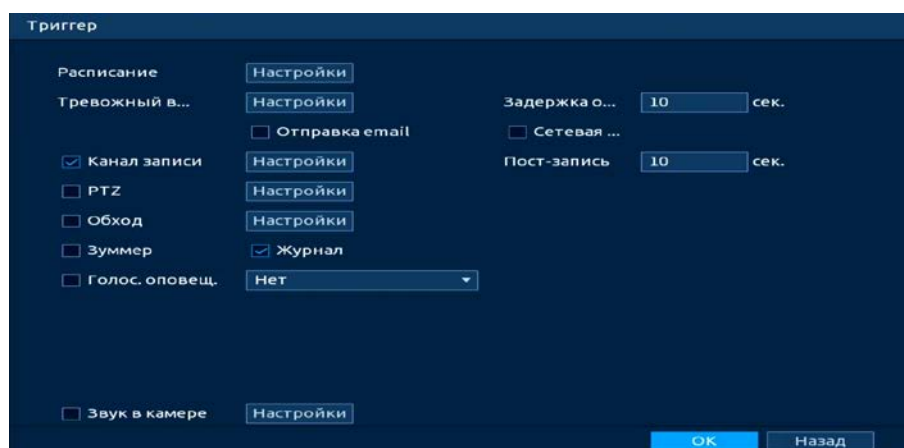 Триггер
Расписание Настройки
Тревожный в... Настройки Задержка о... 10 сек.
Отправка email Сетевая ...
Канал записи Настройки Пост-запись 10 сек.
PTZ Настройки
Обход Настройки
Зуммер Журнал
Голос. оповещ. Нет
Звук в камере Настройки
ОК Назад